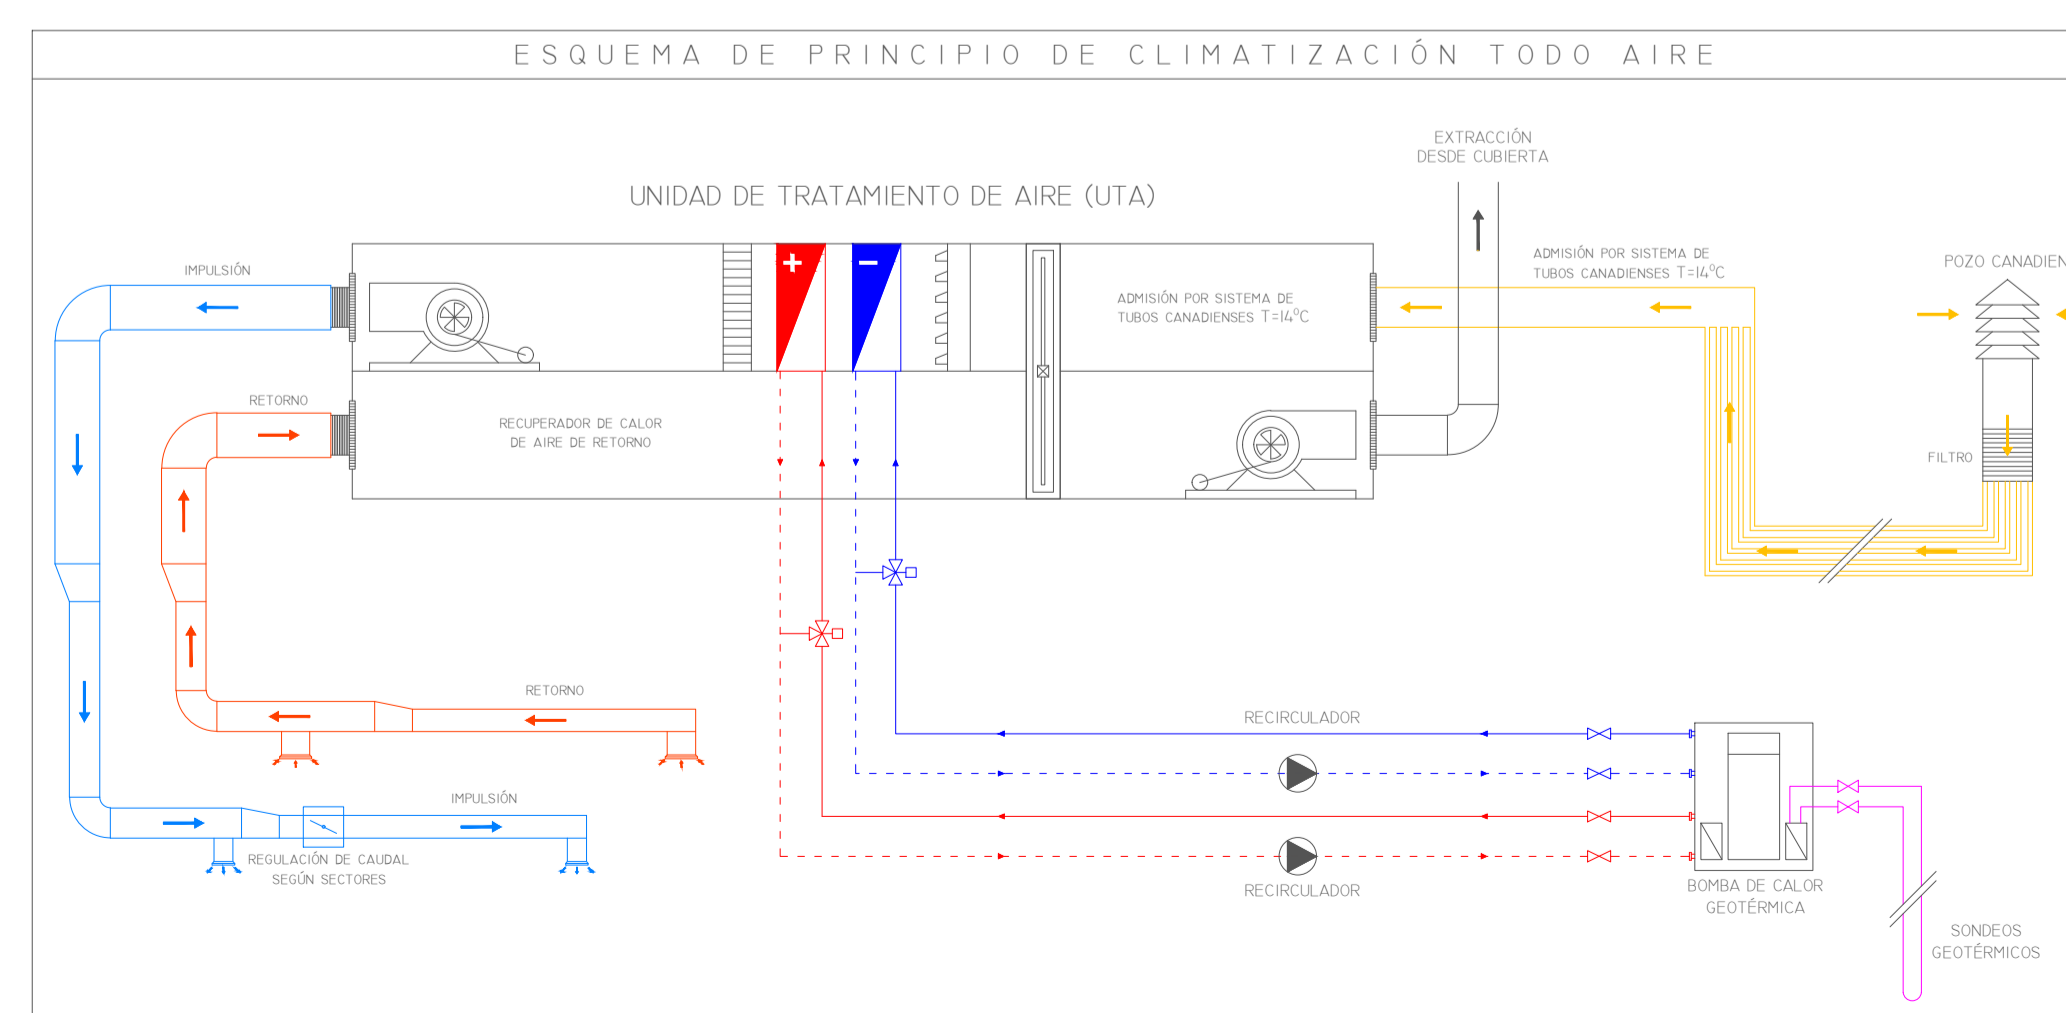 ESQUEMA DE PRINCIPIO DE CLIMATIZACIÓN TODO AIRE
EXTRACCIÓN
DESDE CUBIERTA
UNIDAD DE TRATAMIENTO DE AIRE (UTA)
IMPULSIÓN
ADMISIÓN POR SISTEMA DE
TUBOS CANADIENSES T=14⁰C
ADMISIÓN POR SISTEMA DE
TUBOS CANADIENSES T=14⁰C
POZO CANADIEN
+
−
RETORNO
RECUPERADOR DE CALOR
DE AIRE DE RETORNO
FILTRO
RETORNO
RECIRCULADOR
IMPULSIÓN
REGULACIÓN DE CAUDAL
SEGÚN SECTORES
RECIRCULADOR
BOMBA DE CALOR
GEOTÉRMICA
SONDEOS
GEOTÉRMICOS